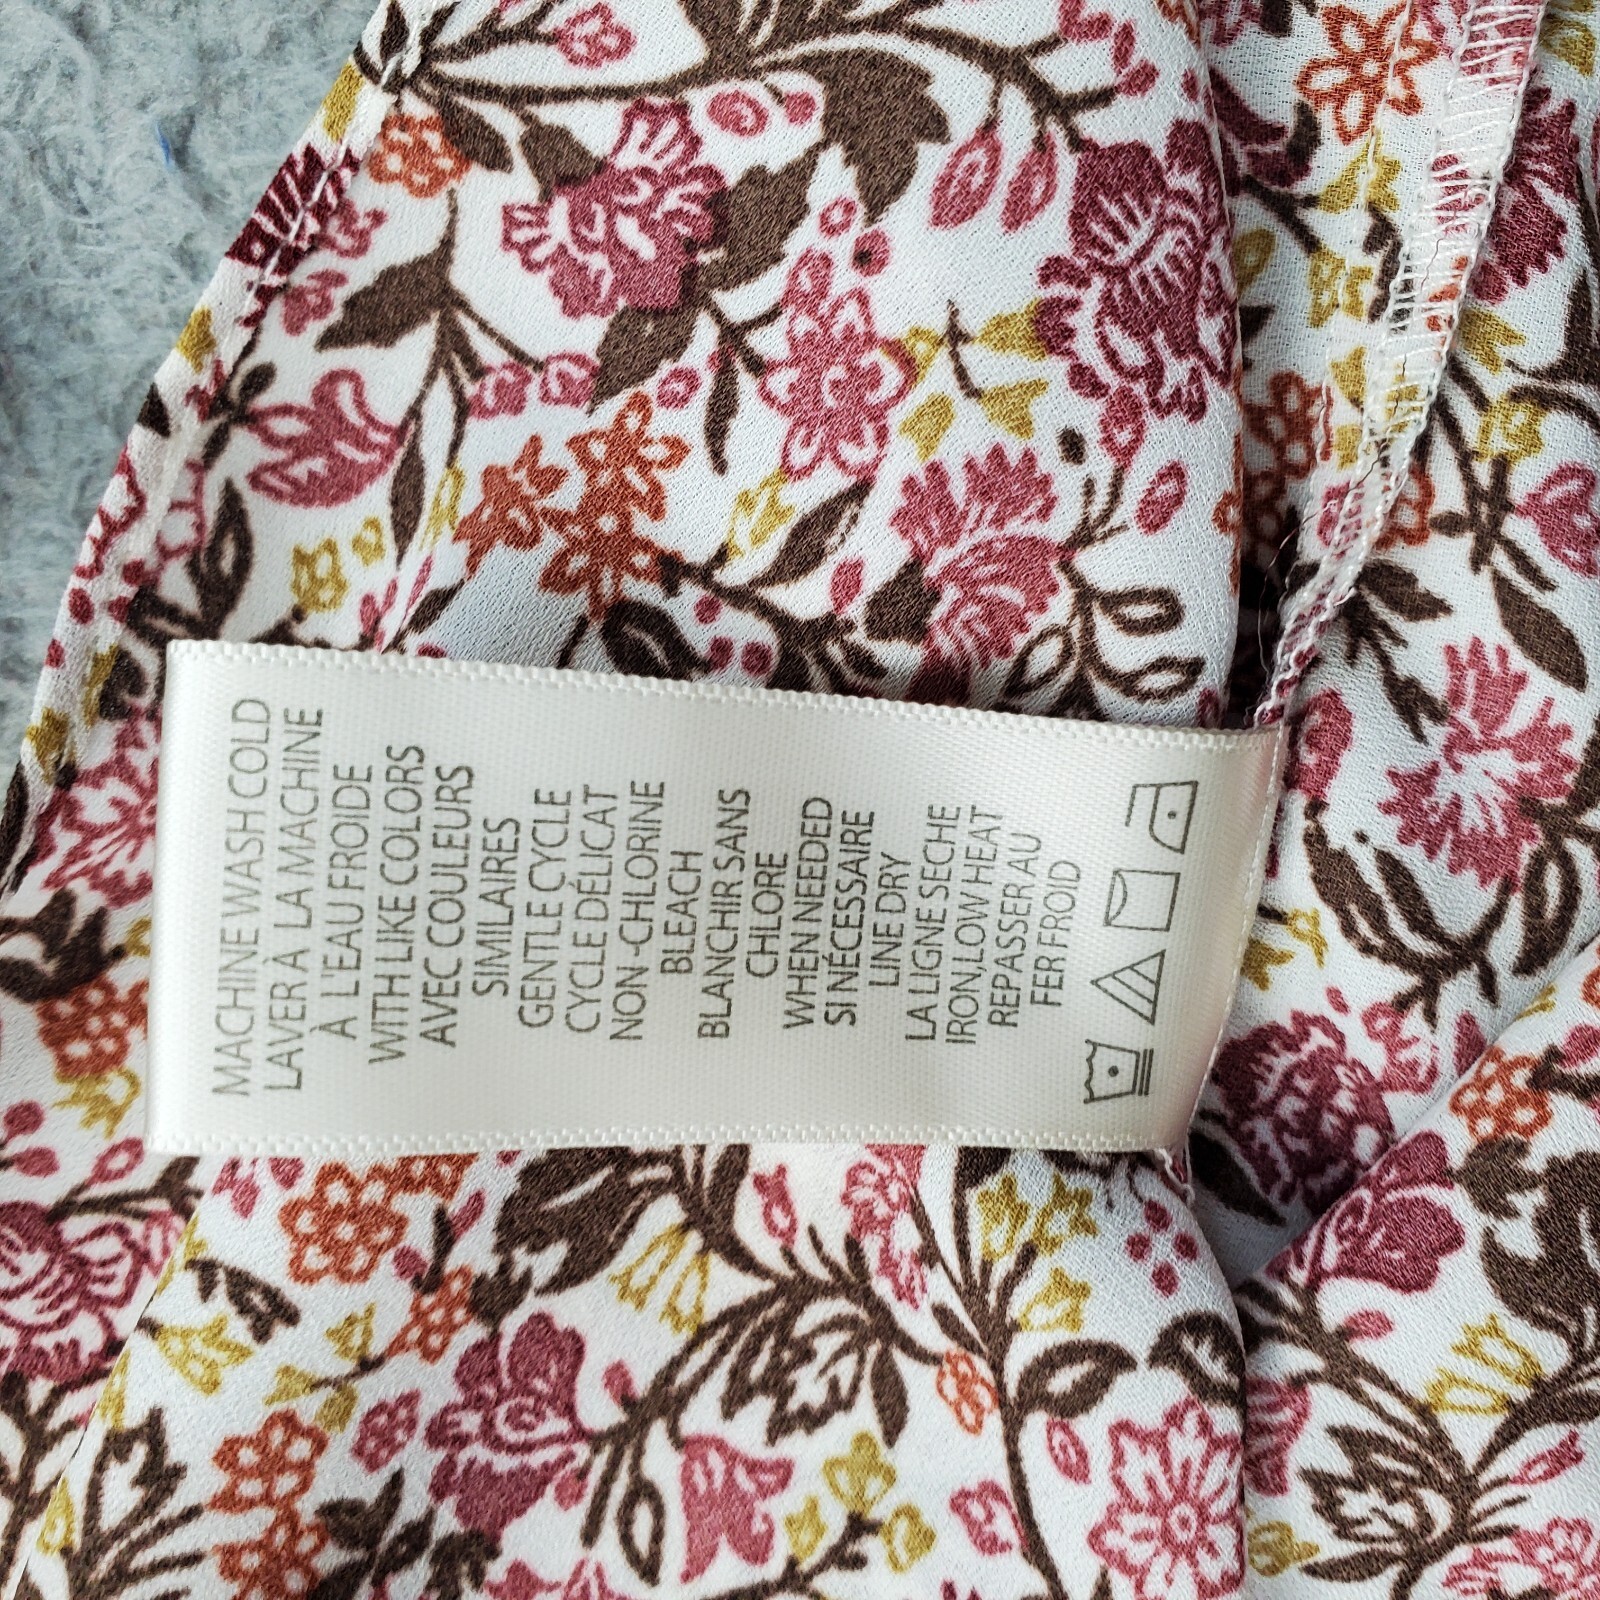 MACHINE WASH COLD
LAVER À LA MACHINE
À L'EAU FROIDE
WITH LIKE COLORS
AVEC COULEURS
SIMILAIRES
GENTLE CYCLE
CYCLE DÉLICAT
NON-CHLORINE
BLEACH
BLANCHIR SANS
CHLORE
WHEN NEEDED
SI NÉCESSAIRE
LINE DRY
LA LIGNE SECHE
IRON,LOW HEAT
REPASSER AU
FER FROID